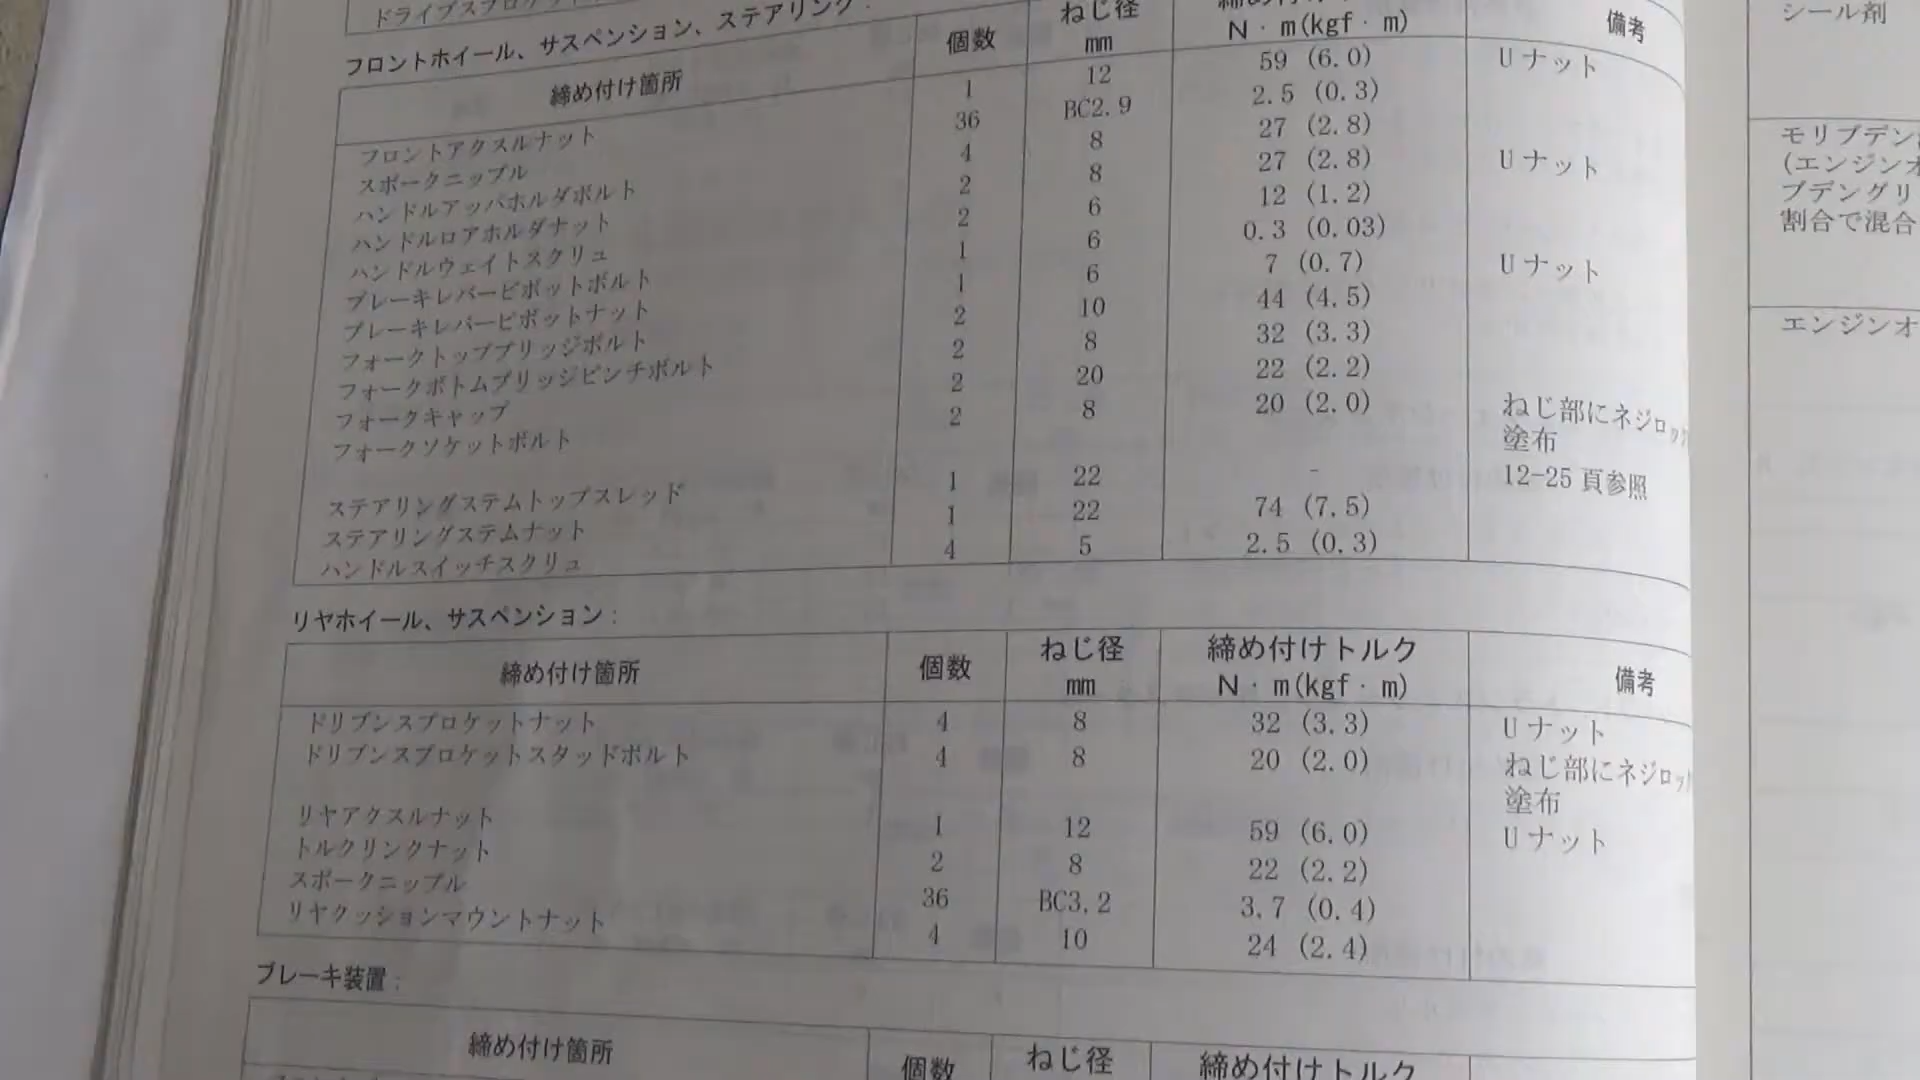 ドライブスプロケット
フロントホイール、サスペンション、ステアリング：
締め付け箇所 個数 ねじ径 mm 締め付けトルク N・m(kgf・m) 備考
フロントアクスルナット 1 12 59 (6.0) Uナット
スポークニップル 36 BC2.9 2.5 (0.3)
ハンドルアッパホルダボルト 4 8 27 (2.8)
ハンドルロアホルダナット 2 8 27 (2.8) Uナット
ハンドルウェイトスクリュ 2 6 12 (1.2)
ブレーキレバーピボットボルト 1 6 0.3 (0.03)
ブレーキレバーピボットナット 1 6 7 (0.7) Uナット
フォークトップブリッジボルト 2 10 44 (4.5)
フォークボトムブリッジピンチボルト 2 8 32 (3.3)
フォークキャップ 2 20 22 (2.2)
フォークソケットボルト 2 8 20 (2.0) ねじ部にネジロック
塗布
ステアリングステムトップスレッド 1 22 - 12-25 頁参照
ステアリングステムナット 1 22 74 (7.5)
ハンドルスイッチスクリュ 4 5 2.5 (0.3)
リヤホイール、サスペンション：
締め付け箇所 個数 ねじ径 mm 締め付けトルク N・m(kgf・m) 備考
ドリブンスプロケットナット 4 8 32 (3.3) Uナット
ドリブンスプロケットスタッドボルト 4 8 20 (2.0) ねじ部にネジロック
塗布
リヤアクスルナット 1 12 59 (6.0) Uナット
トルクリンクナット 2 8 22 (2.2)
スポークニップル 36 BC3.2 3.7 (0.4)
リヤクッションマウントナット 4 10 24 (2.4)
ブレーキ装置：
締め付け箇所 個数 ねじ径 締め付けトルク
シール剤
モリブデン
(エンジンオ
ブデングリ
割合で混合
エンジンオ